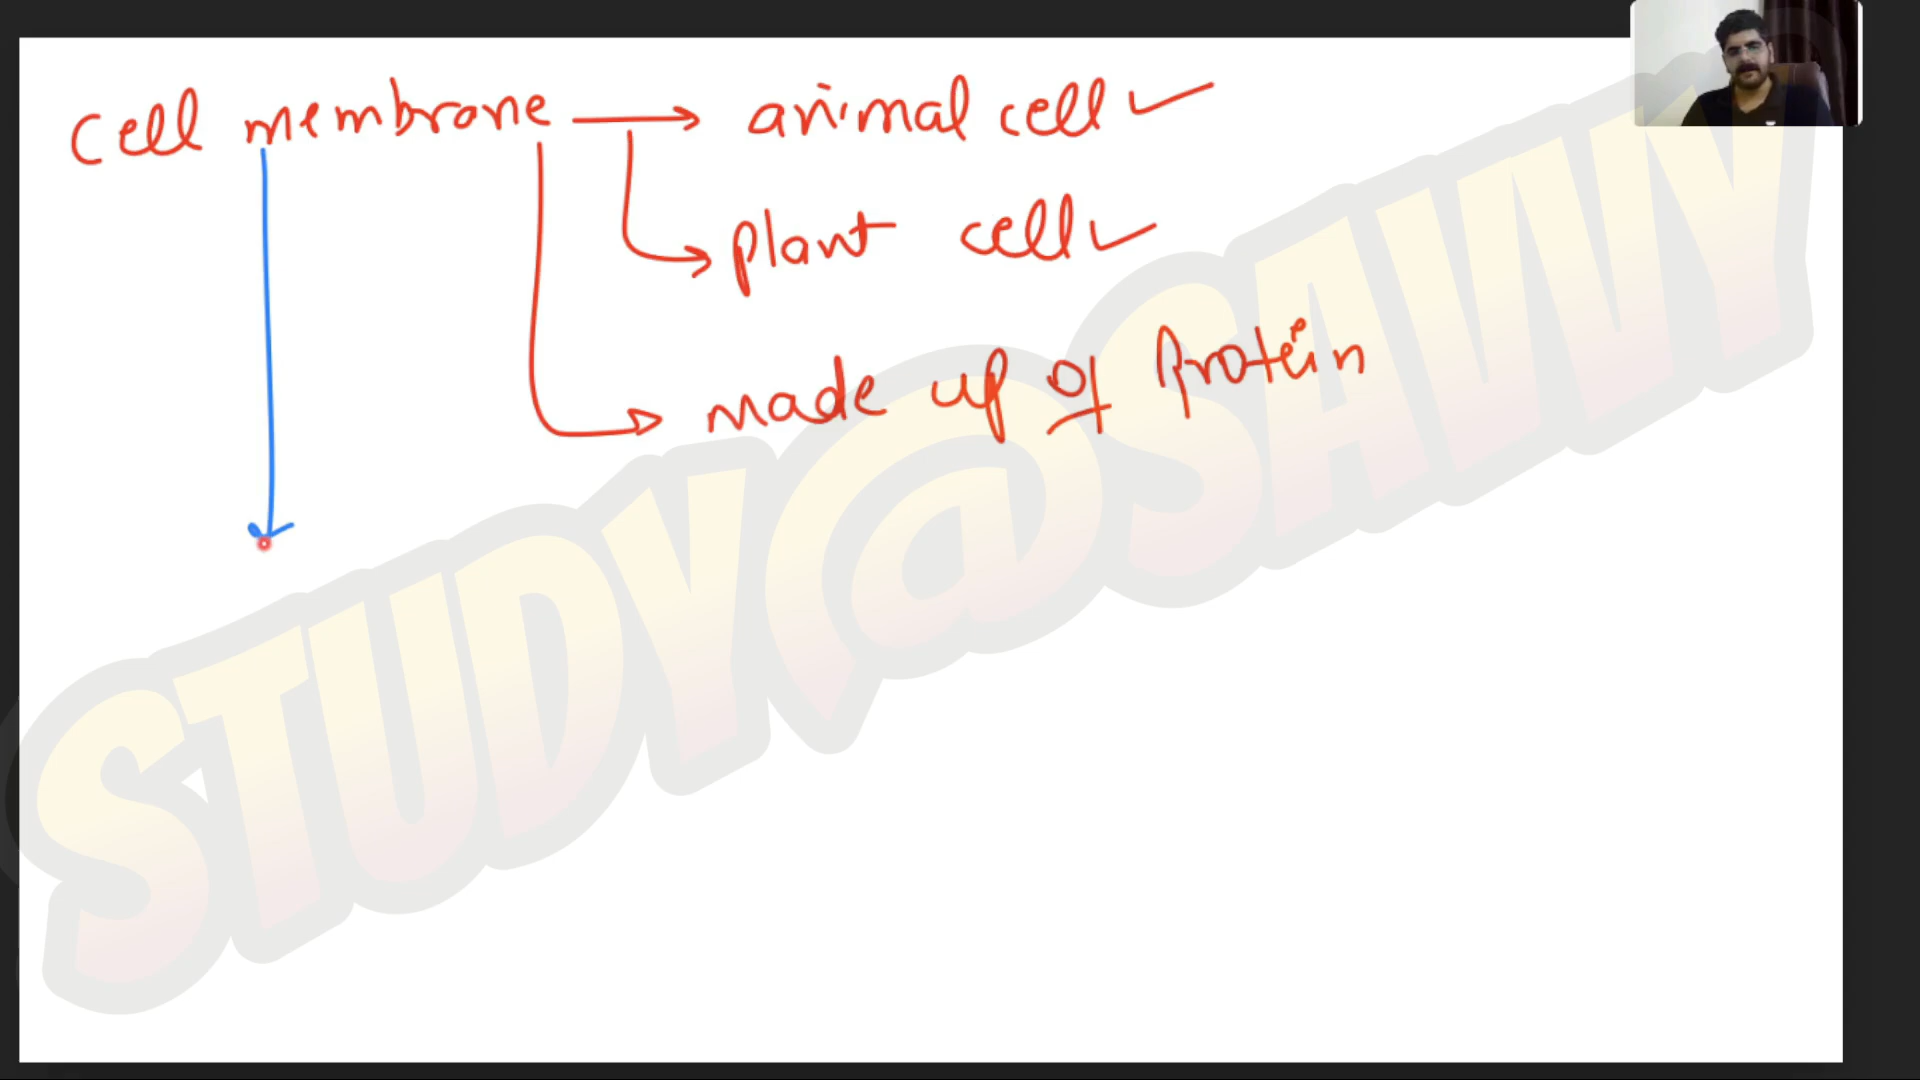 cell membrane → animal cell ✓
→ plant cell ✓
→ made up of Protein
STUDY@SAVVY